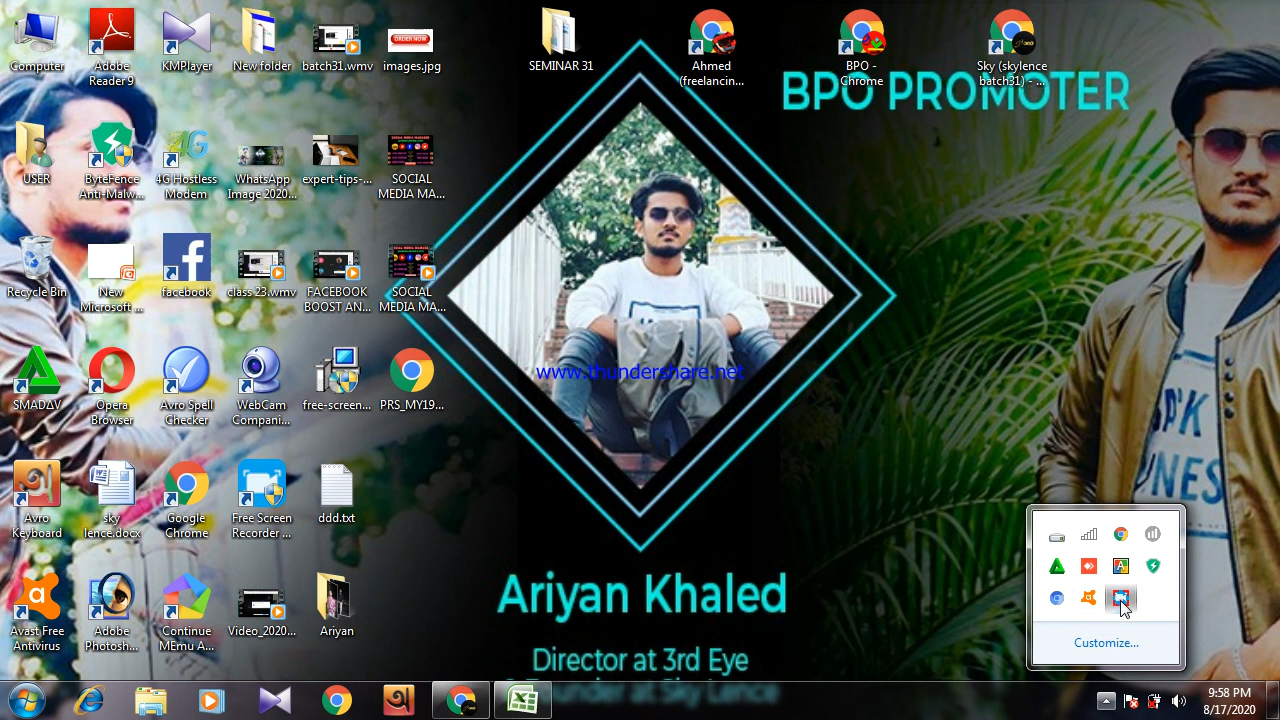 Computer
Adobe
Reader 9
KMPlayer
New folder
batch31.wmv
images.jpg
ORDER NOW
SEMINAR 31
Ahmed
(freelancin...
BPO -
Chrome
Sky (skylence
batch31) - ...
BPO PROMOTER
USER
ByteFence
Anti-Malw...
4G Hostless
Modem
WhatsApp
Image 2020...
expert-tips-...
SOCIAL
MEDIA MA...
Recycle Bin
New
Microsoft ...
facebook
class 23.wmv
FACEBOOK
BOOST AN...
SOCIAL
MEDIA MA...
www.thundershare.net
SMADΔV
Opera
Browser
Avro Spell
Checker
WebCam
Compani...
free-screen...
PRS_MY19...
Avro
Keyboard
sky
lence.docx
Google
Chrome
Free Screen
Recorder ...
ddd.txt
Avast Free
Antivirus
Adobe
Photosh...
Continue
MEmu A...
Video_2020...
Ariyan
Ariyan Khaled
Director at 3rd Eye
Customize...
9:58 PM
8/17/2020